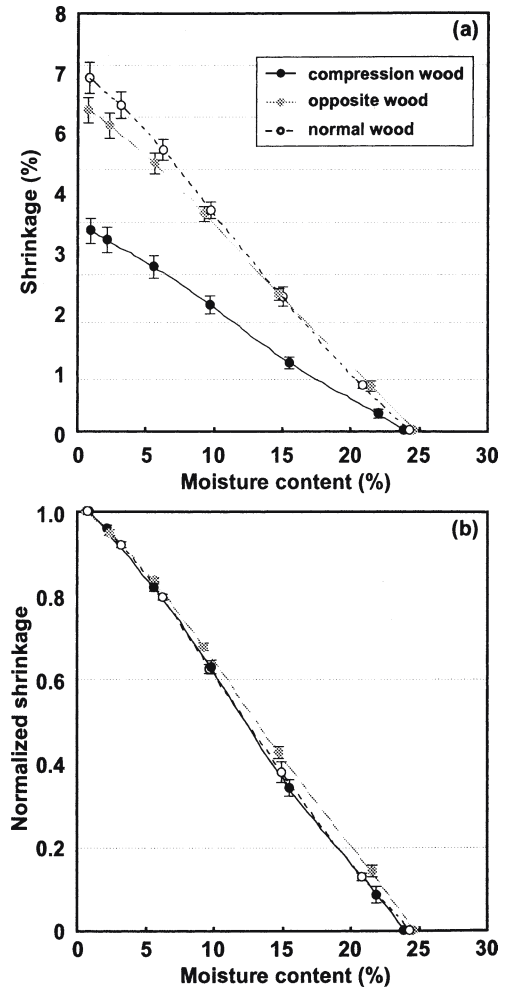 (a)
8
7
6
4
3
2
1
0
Shrinkage (%)
compression wood
opposite wood
normal wood
0 5 10 15 20 25 30
Moisture content (%)
(b)
1.0
0.8
0.6
0.4
0.2
0
Normalized shrinkage
0 5 10 15 20 25 30
Moisture content (%)